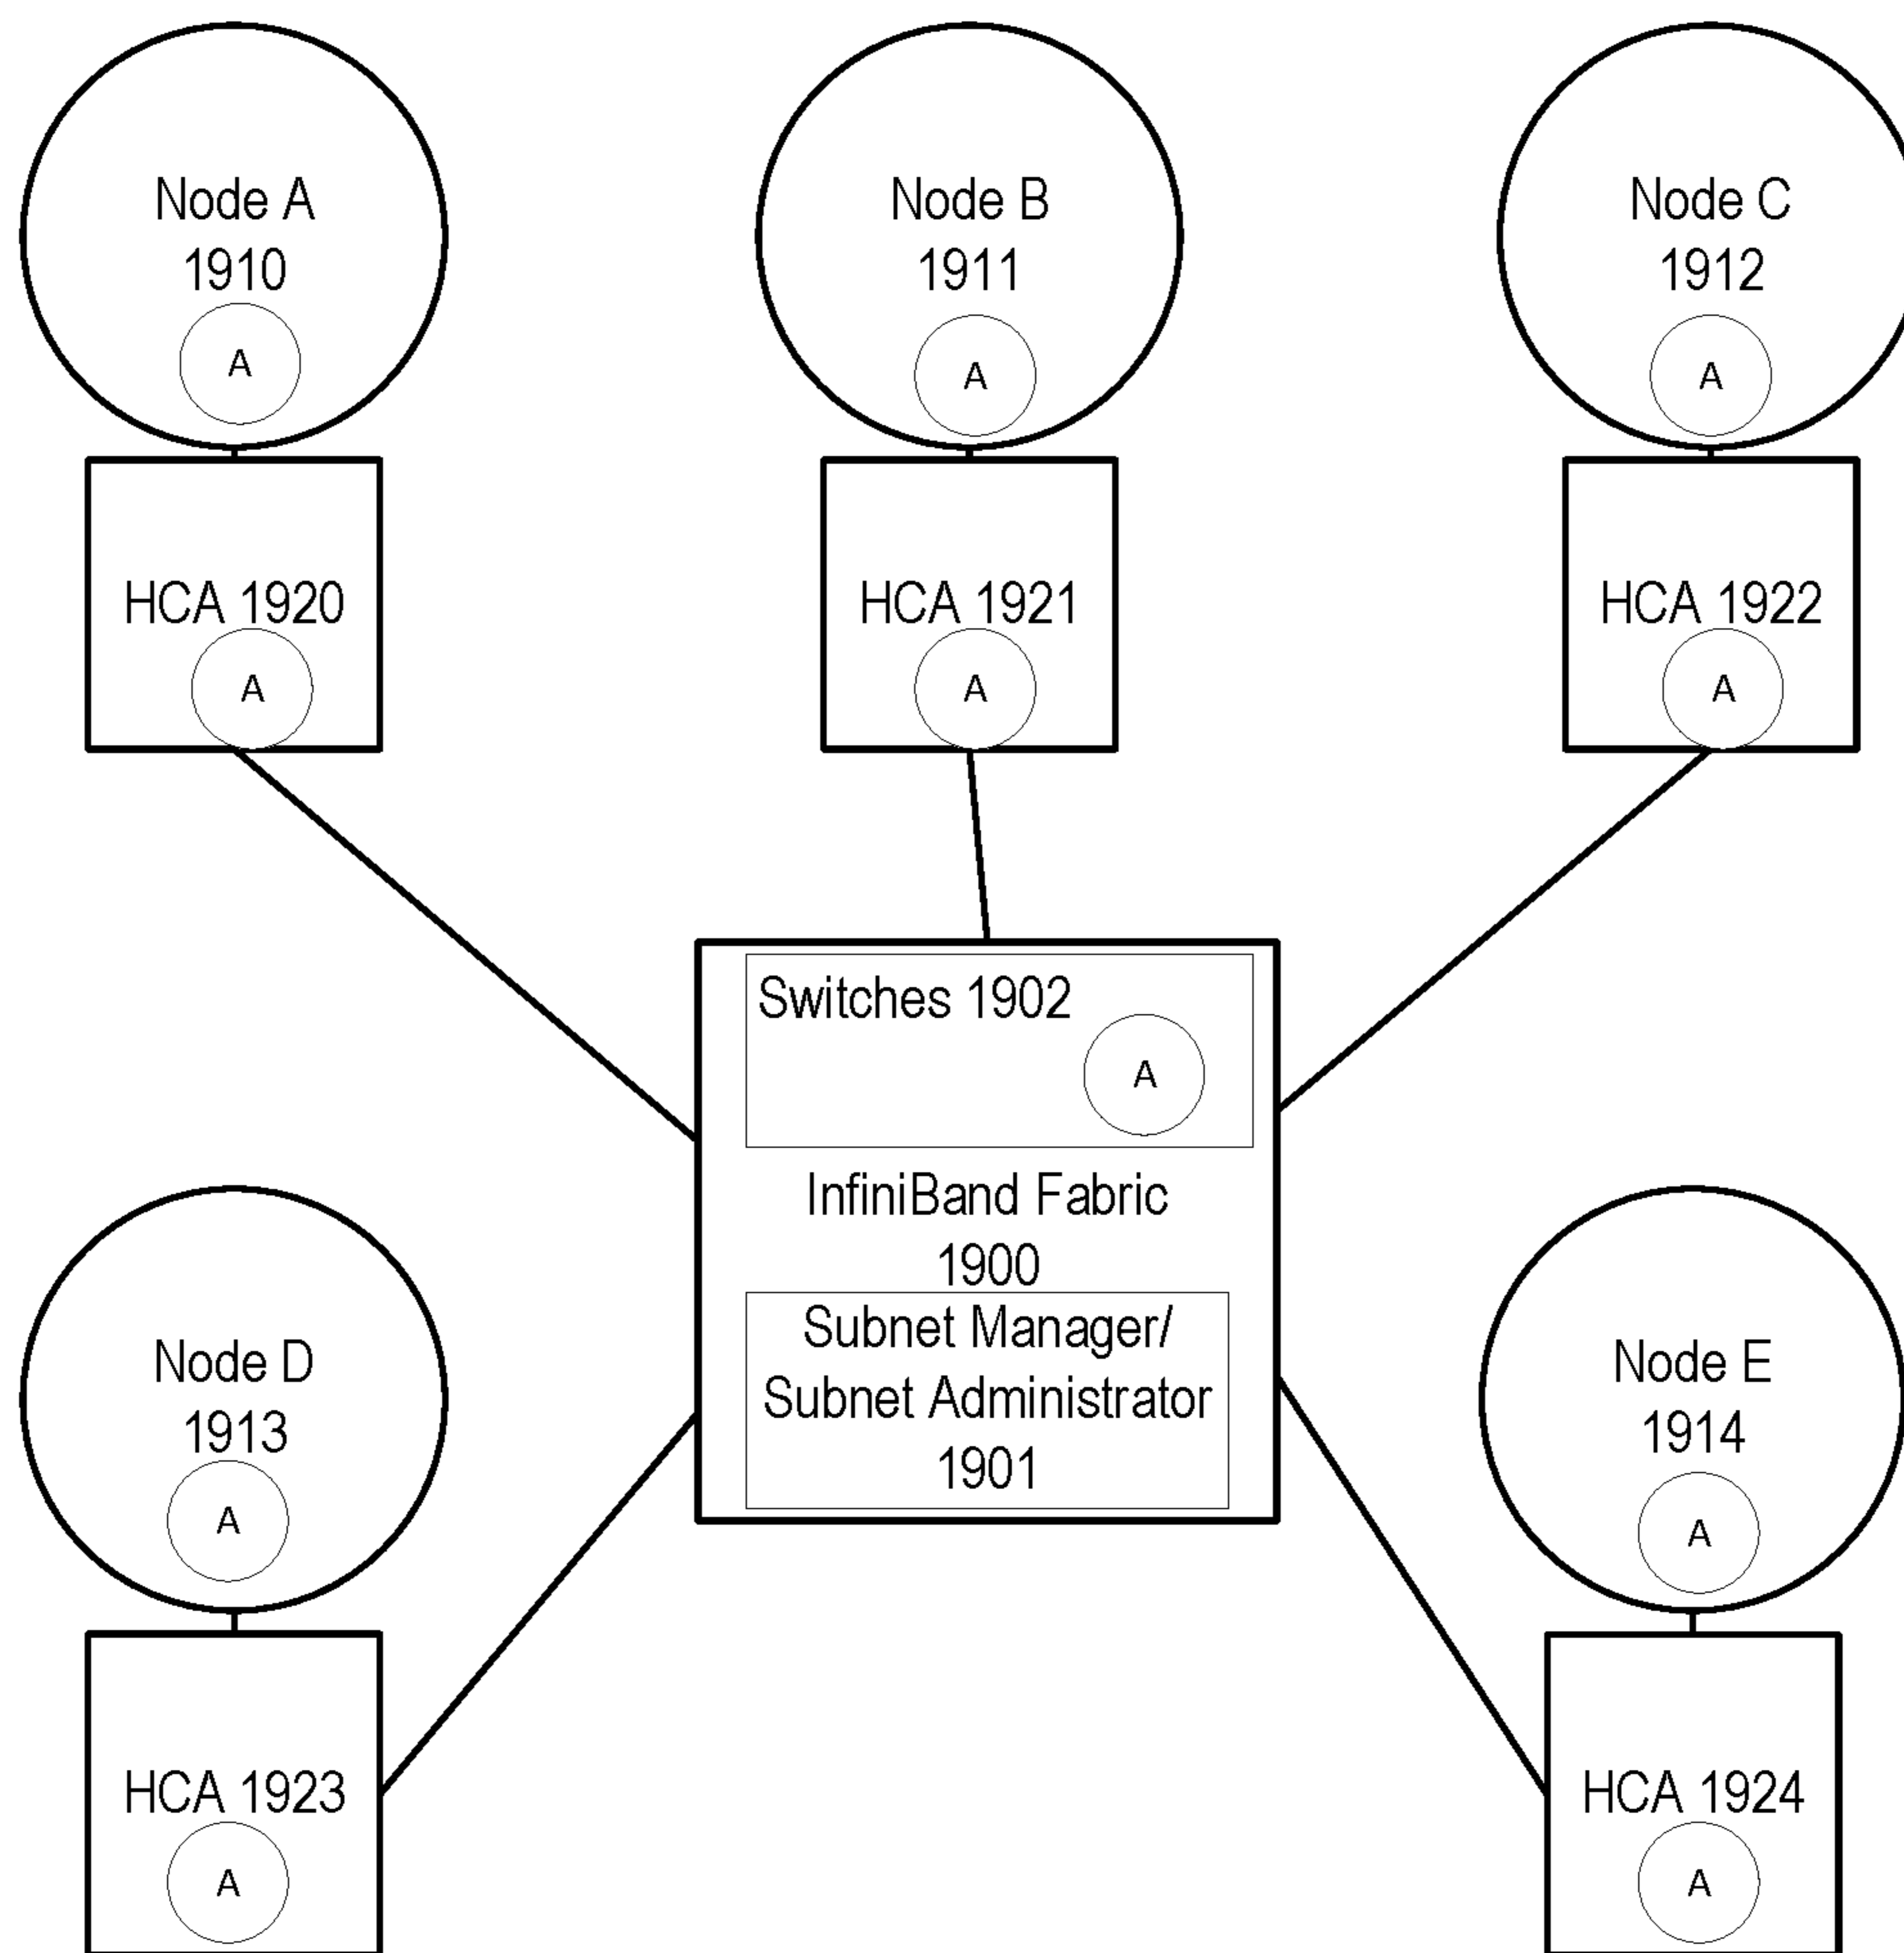 Node A
1910
A
Node B
1911
A
Node C
1912
A
HCA 1920
A
HCA 1921
A
HCA 1922
A
Switches 1902
A
InfiniBand Fabric
1900
Subnet Manager/
Subnet Administrator
1901
Node D
1913
A
Node E
1914
A
HCA 1923
A
HCA 1924
A